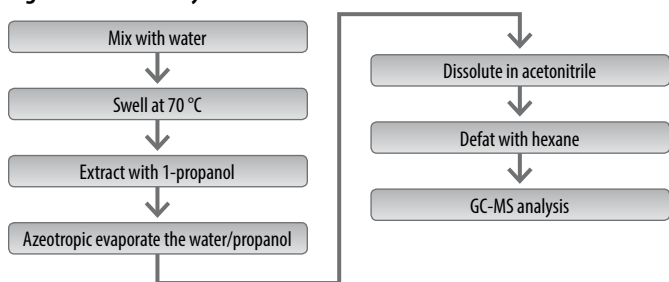 Mix with water
Swell at 70 °C
Extract with 1-propanol
Azeotropic evaporate the water/propanol
Dissolute in acetonitrile
Defat with hexane
GC-MS analysis